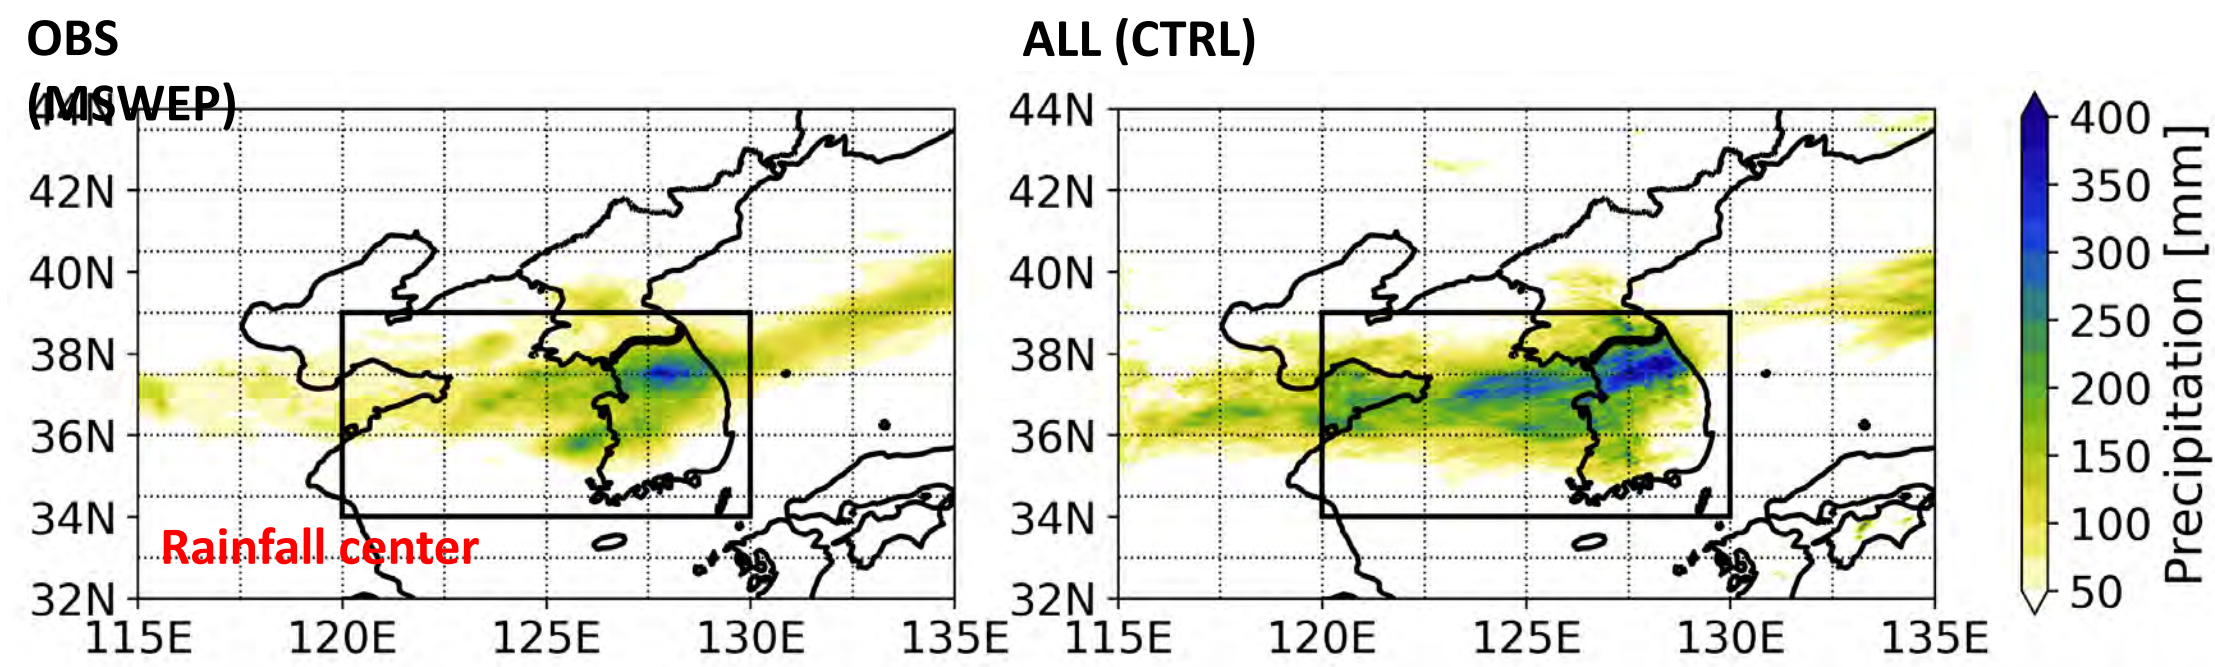 OBS
(MSWEP)
ALL (CTRL)
44N
42N
40N
38N
36N
34N
32N
115E 120E 125E 130E 135E
Rainfall center
44N
42N
40N
38N
36N
34N
32N
115E 120E 125E 130E 135E
400
350
300
250
200
150
100
50
Precipitation [mm]